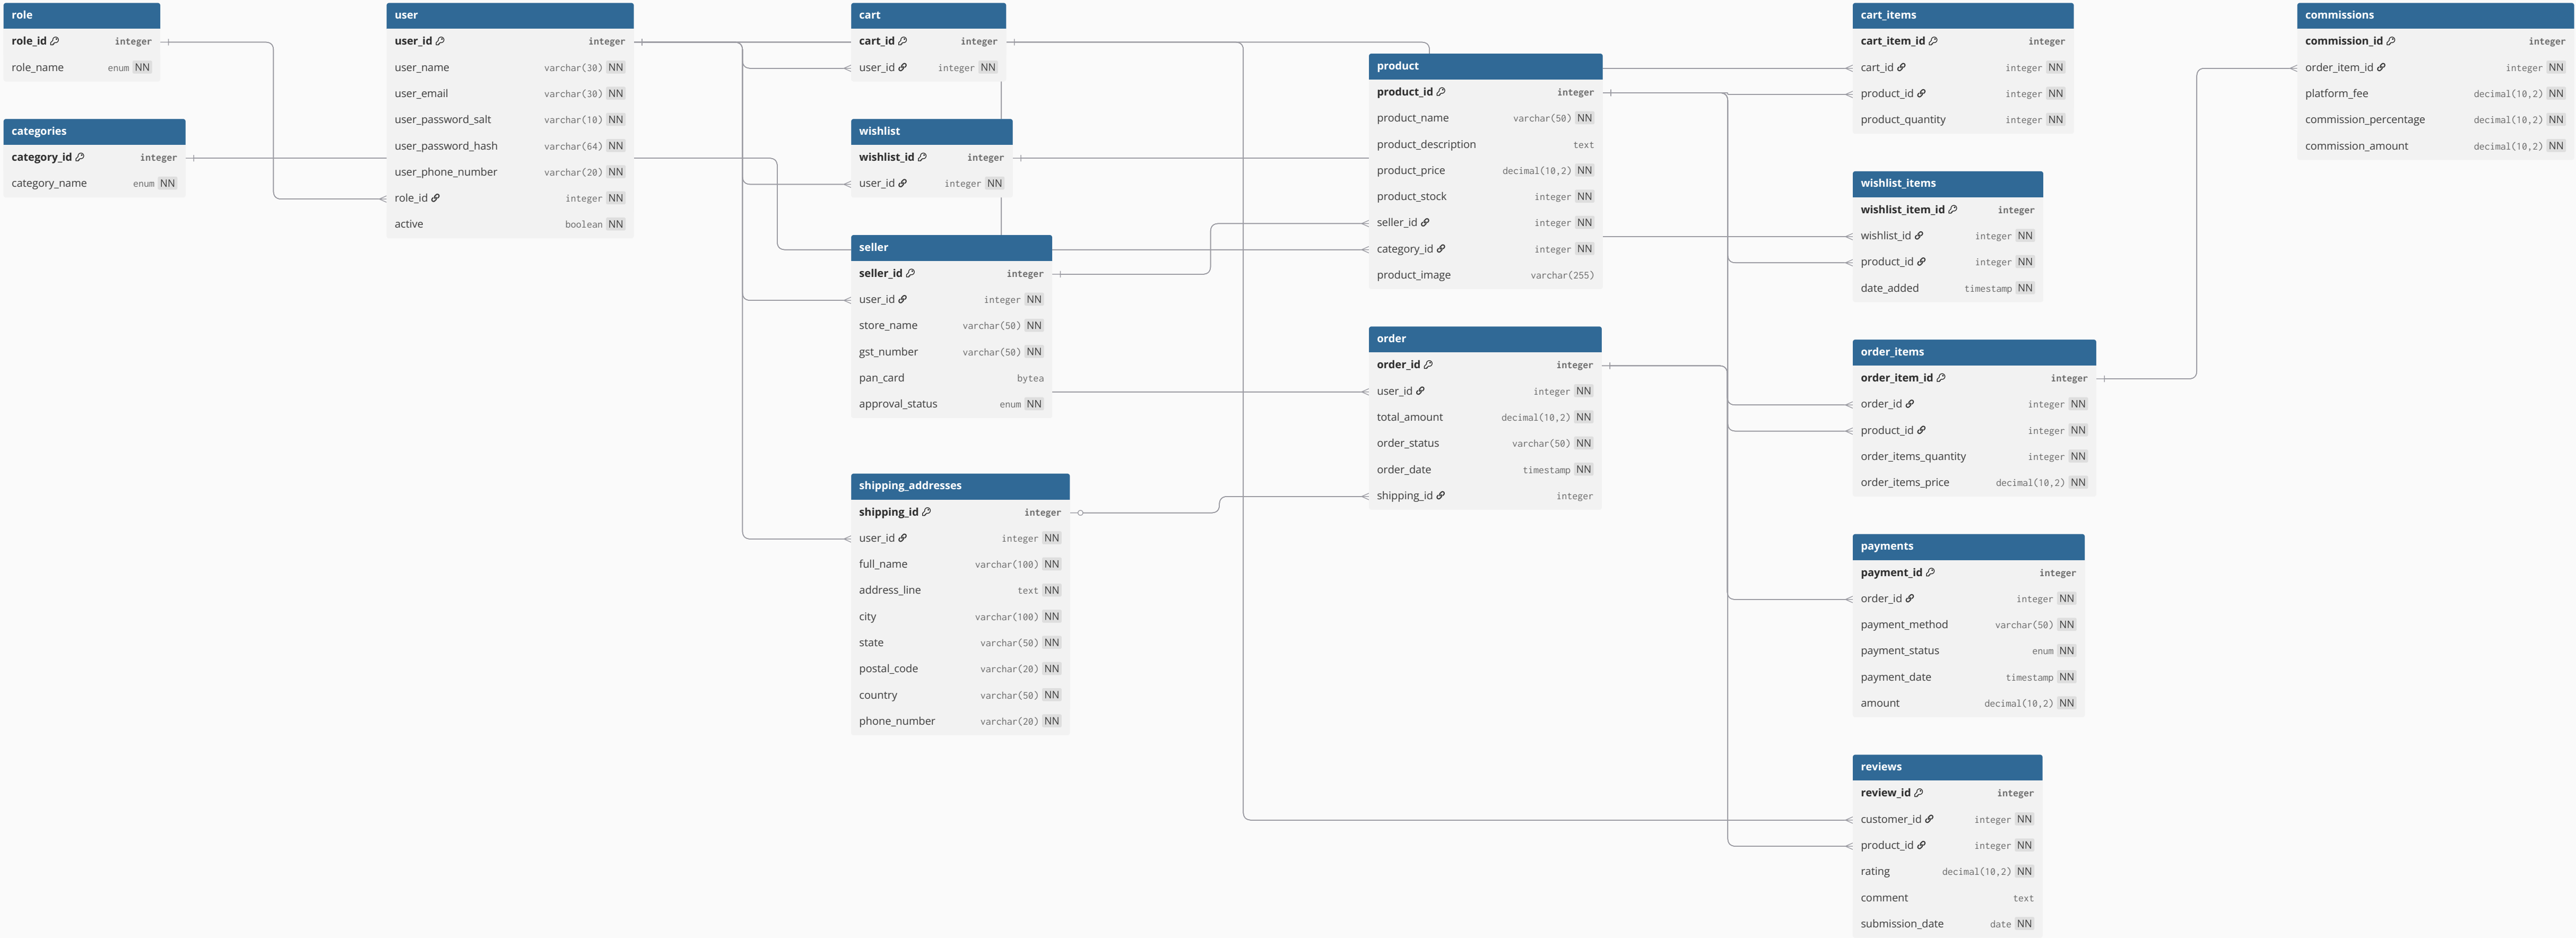 role
role_id integer
role_name enum NN
categories
category_id integer
category_name enum NN
user
user_id integer
user_name varchar(30) NN
user_email varchar(30) NN
user_password_salt varchar(10) NN
user_password_hash varchar(64) NN
user_phone_number varchar(20) NN
role_id integer NN
active boolean NN
cart
cart_id integer
user_id integer NN
wishlist
wishlist_id integer
user_id integer NN
seller
seller_id integer
user_id integer NN
store_name varchar(50) NN
gst_number varchar(50) NN
pan_card bytea
approval_status enum NN
shipping_addresses
shipping_id integer
user_id integer NN
full_name varchar(100) NN
address_line text NN
city varchar(100) NN
state varchar(50) NN
postal_code varchar(20) NN
country varchar(50) NN
phone_number varchar(20) NN
product
product_id integer
product_name varchar(50) NN
product_description text
product_price decimal(10,2) NN
product_stock integer NN
seller_id integer NN
category_id integer NN
product_image varchar(255)
order
order_id integer
user_id integer NN
total_amount decimal(10,2) NN
order_status varchar(50) NN
order_date timestamp NN
shipping_id integer
cart_items
cart_item_id integer
cart_id integer NN
product_id integer NN
product_quantity integer NN
wishlist_items
wishlist_item_id integer
wishlist_id integer NN
product_id integer NN
date_added timestamp NN
order_items
order_item_id integer
order_id integer NN
product_id integer NN
order_items_quantity integer NN
order_items_price decimal(10,2) NN
payments
payment_id integer
order_id integer NN
payment_method varchar(50) NN
payment_status enum NN
payment_date timestamp NN
amount decimal(10,2) NN
reviews
review_id integer
customer_id integer NN
product_id integer NN
rating decimal(10,2) NN
comment text
submission_date date NN
commissions
commission_id integer
order_item_id integer NN
platform_fee decimal(10,2) NN
commission_percentage decimal(10,2) NN
commission_amount decimal(10,2) NN